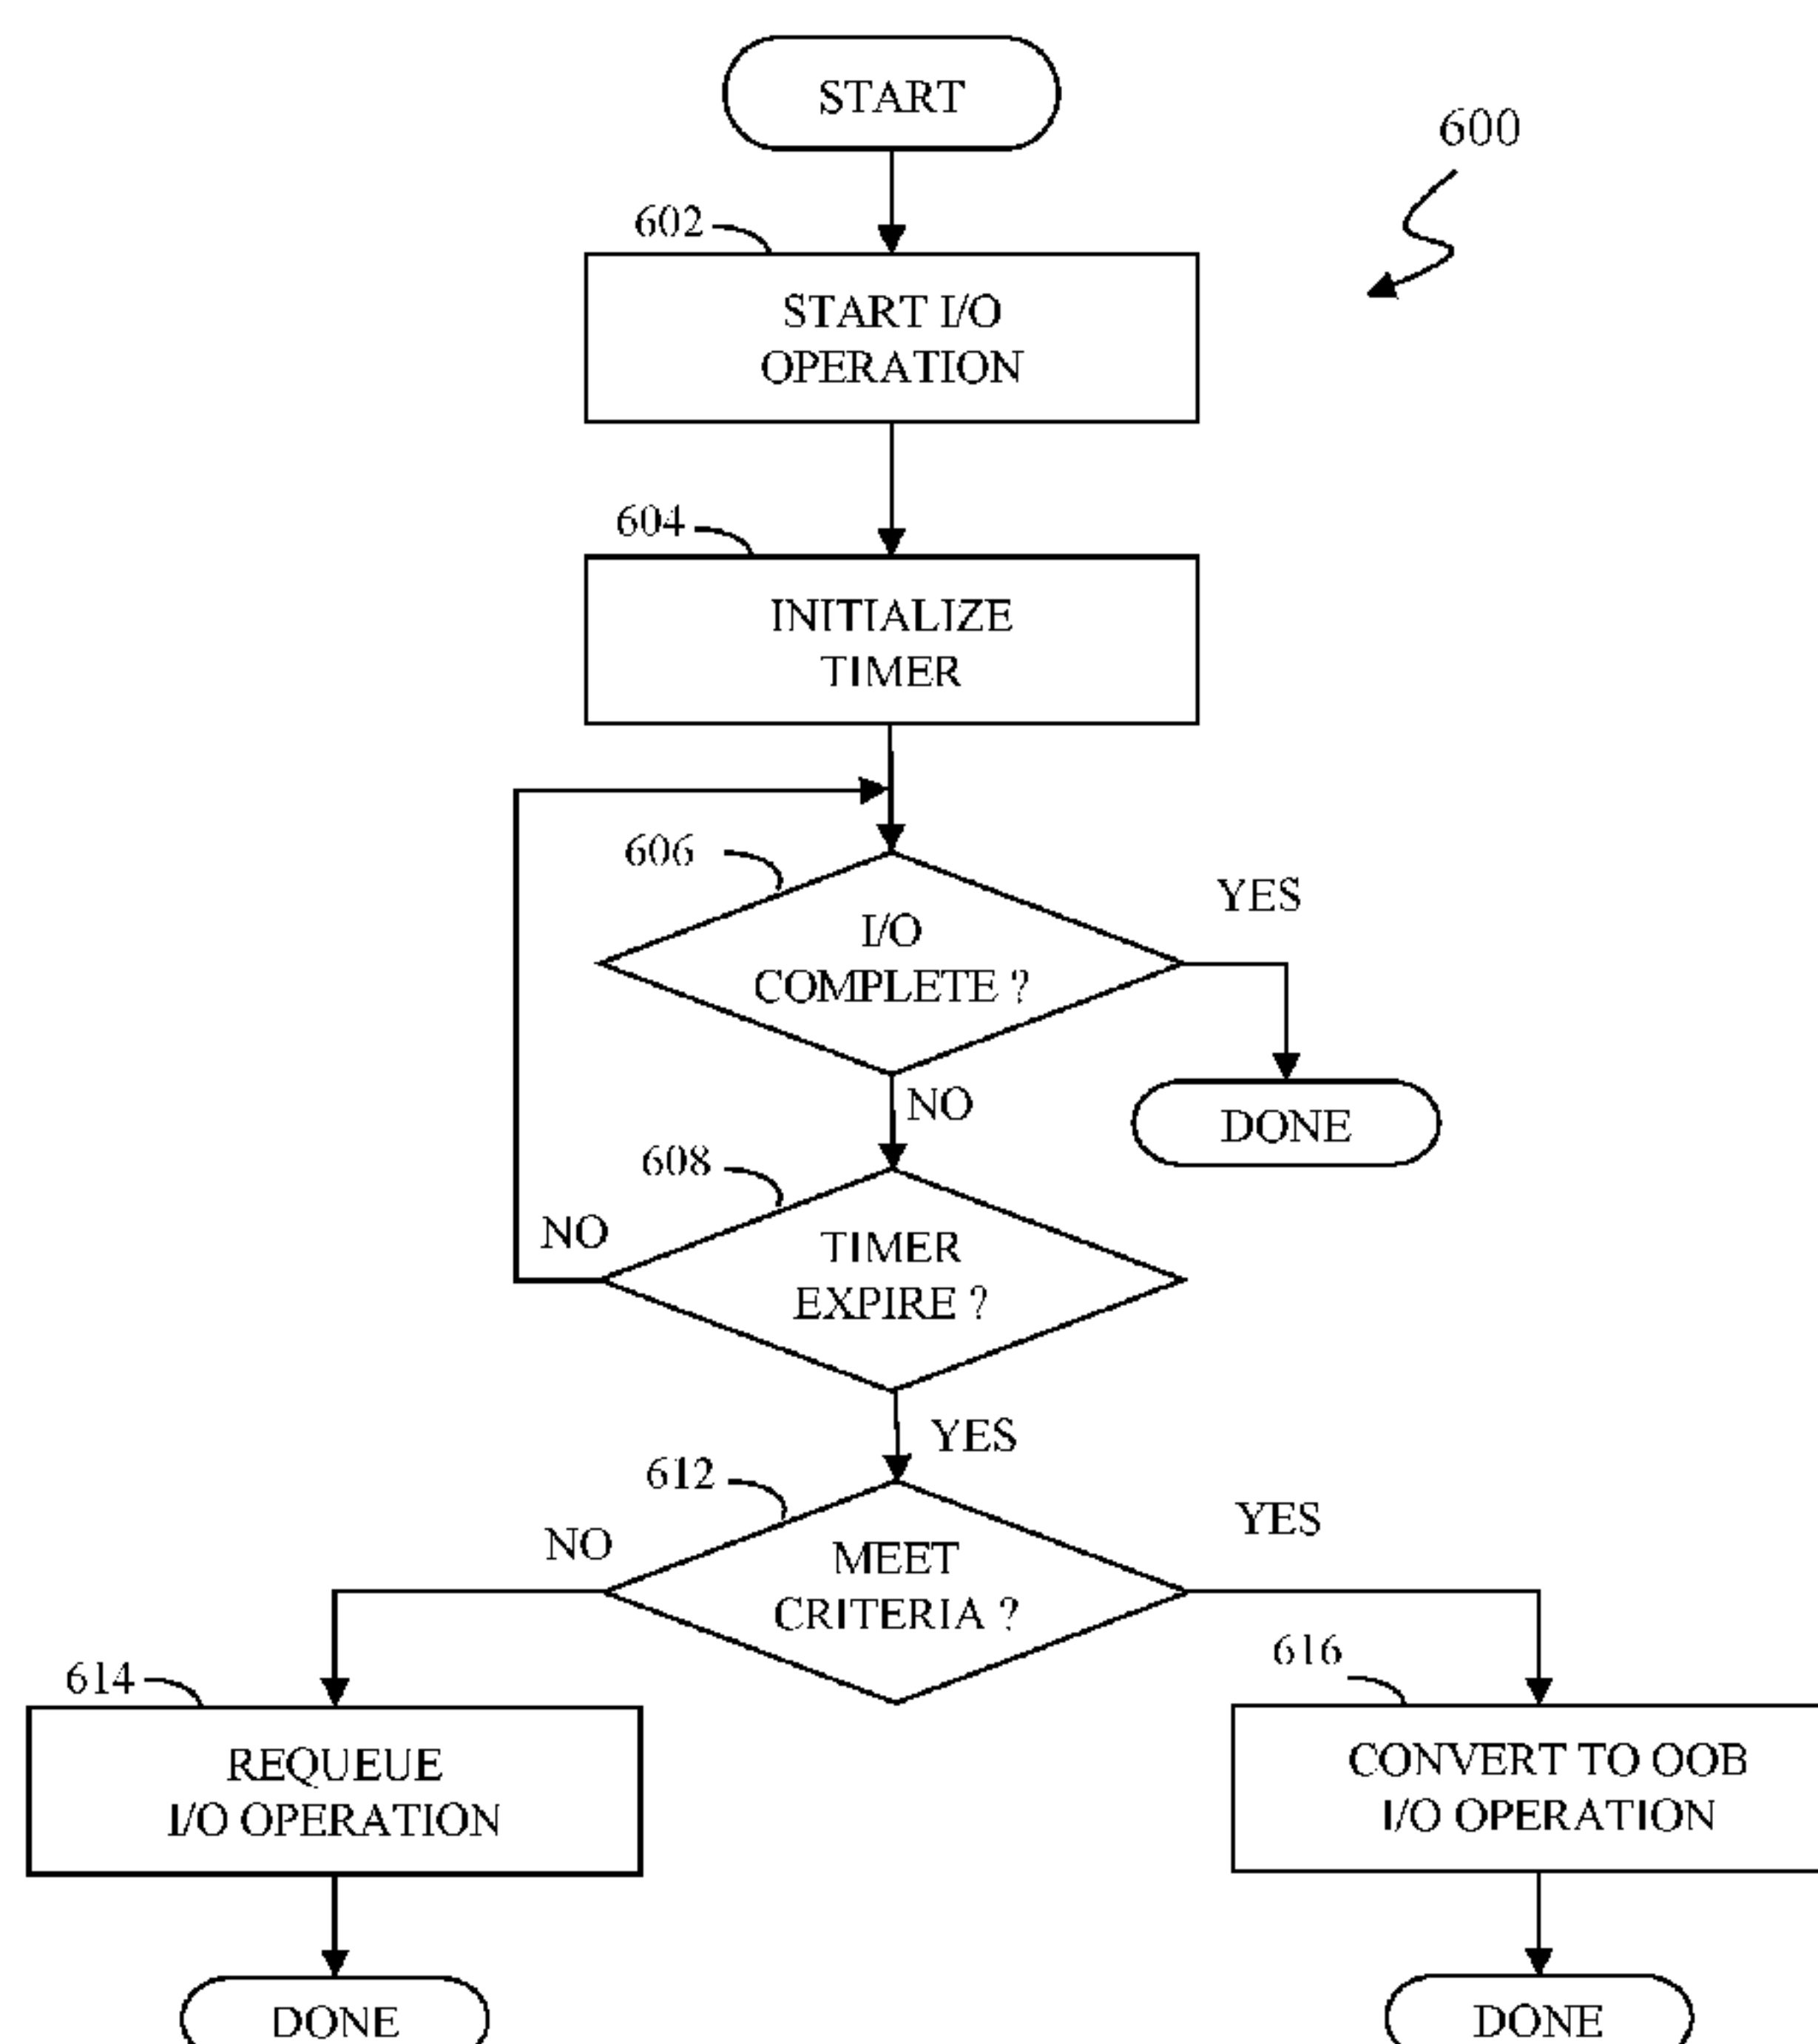 START
600
602
START I/O
OPERATION
604
INITIALIZE
TIMER
606
I/O
COMPLETE ?
YES
NO
DONE
608
NO
TIMER
EXPIRE ?
YES
612
NO
MEET
CRITERIA ?
YES
614
REQUEUE
I/O OPERATION
616
CONVERT TO OOB
I/O OPERATION
DONE
DONE